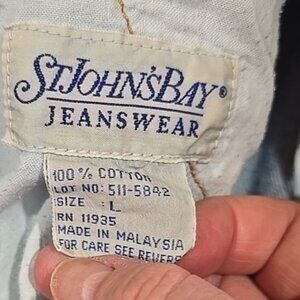 ST.JOHN'S BAY®
JEANSWEAR
100% COTTON
LOT NO: 511-5842
SIZE : L
RN 11935
MADE IN MALAYSIA
FOR CARE SEE REVERS